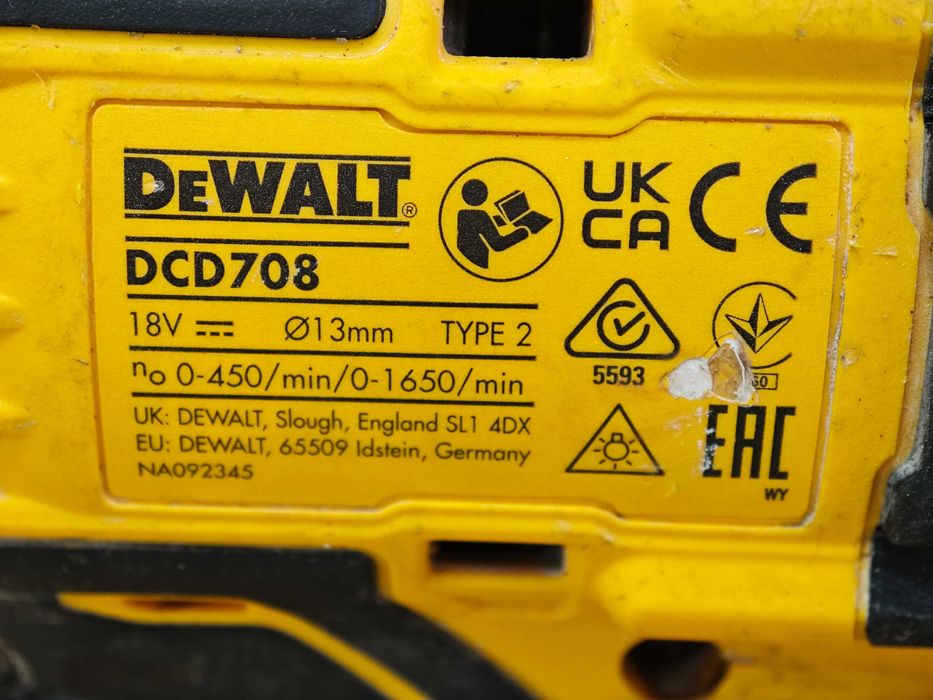 DEWALT®
DCD708
18V Ø13mm TYPE 2
n₀ 0-450/min/0-1650/min
UK: DEWALT, Slough, England SL1 4DX
EU: DEWALT, 65509 Idstein, Germany
NA092345
UK
CA
CE
5593
EAC
WY